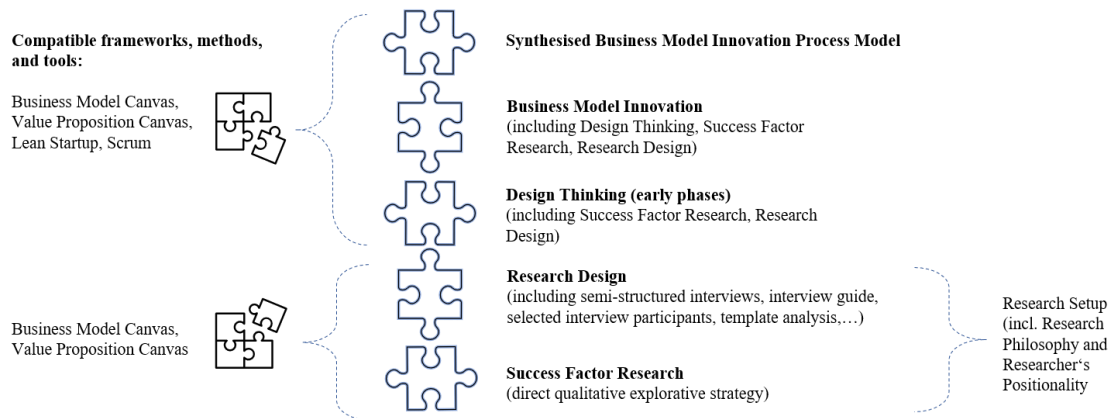 Compatible frameworks, methods,
and tools:
Business Model Canvas,
Value Proposition Canvas,
Lean Startup, Scrum
Synthesised Business Model Innovation Process Model
Business Model Innovation
(including Design Thinking, Success Factor
Research, Research Design)
Design Thinking (early phases)
(including Success Factor Research, Research
Design)
Business Model Canvas,
Value Proposition Canvas
Research Design
(including semi-structured interviews, interview guide,
selected interview participants, template analysis,…)
Success Factor Research
(direct qualitative explorative strategy)
Research Setup
(incl. Research
Philosophy and
Researcher‘s
Positionality